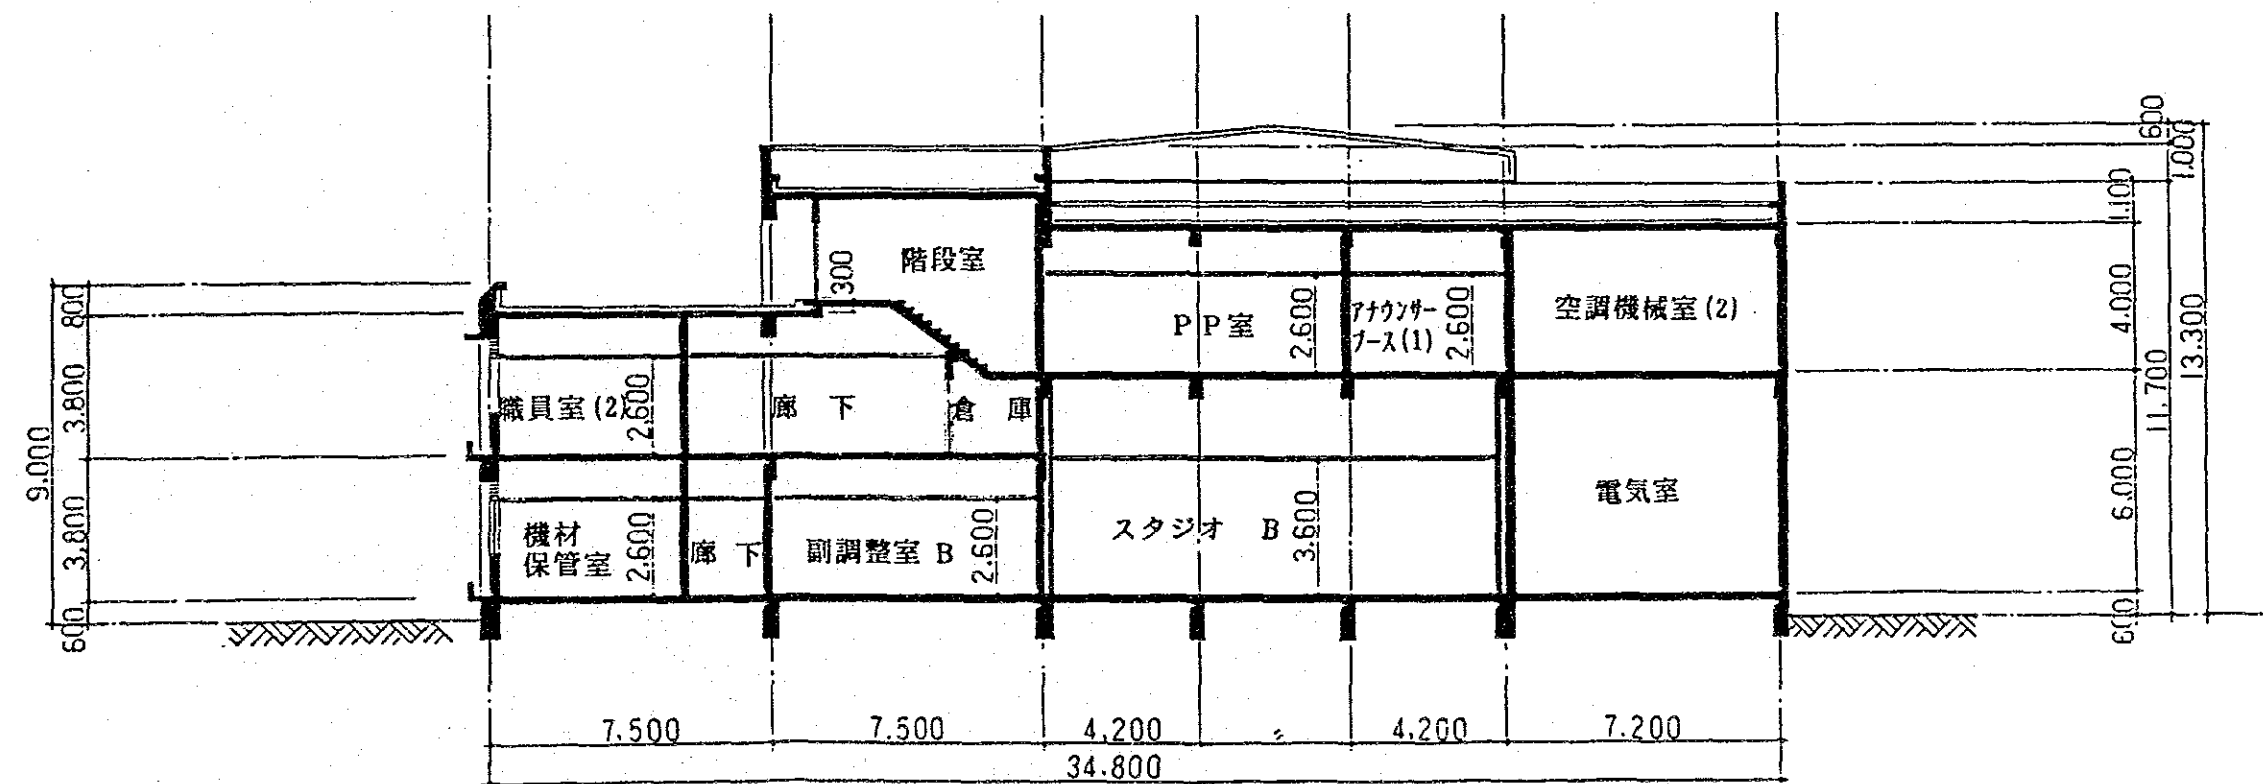 600
1.000
1.100
階段室
300
800
PP室
2.600
アナウンサー
ブース(1)
2.600
空調機械室(2)
4.000
13.300
11.700
9.000
3.800
職員室(2)
2.600
廊 下
倉 庫
6.000
電気室
3.800
機材
保管室
2.600
廊 下
副調整室 B
2.600
スタジオ B
3.600
600
600
7.500
7.500
4,200
〃
4,200
7.200
34.800